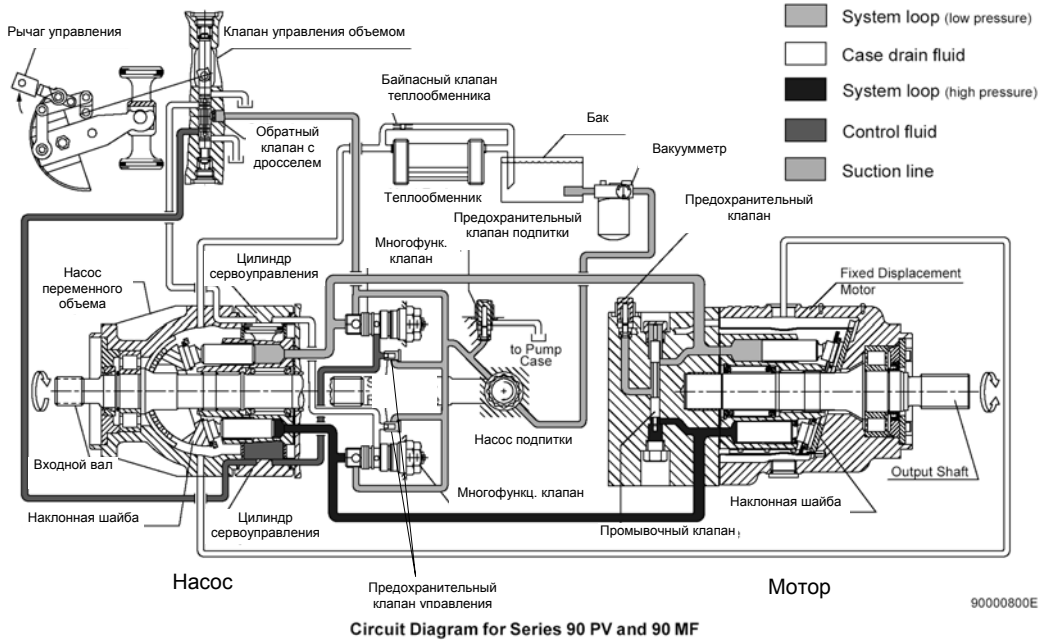 Рычаг управления
Клапан управления объемом
Байпасный клапан
теплообменника
Обратный
клапан с
дросселем
Теплообменник
Бак
Вакуумметр
System loop (low pressure)
Case drain fluid
System loop (high pressure)
Control fluid
Suction line
Предохранительный
клапан
Предохранительный
клапан подпитки
Многофунк.
клапан
Цилиндр
сервоуправления
Насос
переменного
объема
Fixed Displacement
Motor
to Pump
Case
Насос подпитки
Входной вал
Наклонная шайба
Цилиндр
сервоуправления
Многофункц. клапан
Output Shaft
Наклонная шайба
Промывочный клапан
Насос
Предохранительный
клапан управления
Мотор
90000800E
Circuit Diagram for Series 90 PV and 90 MF